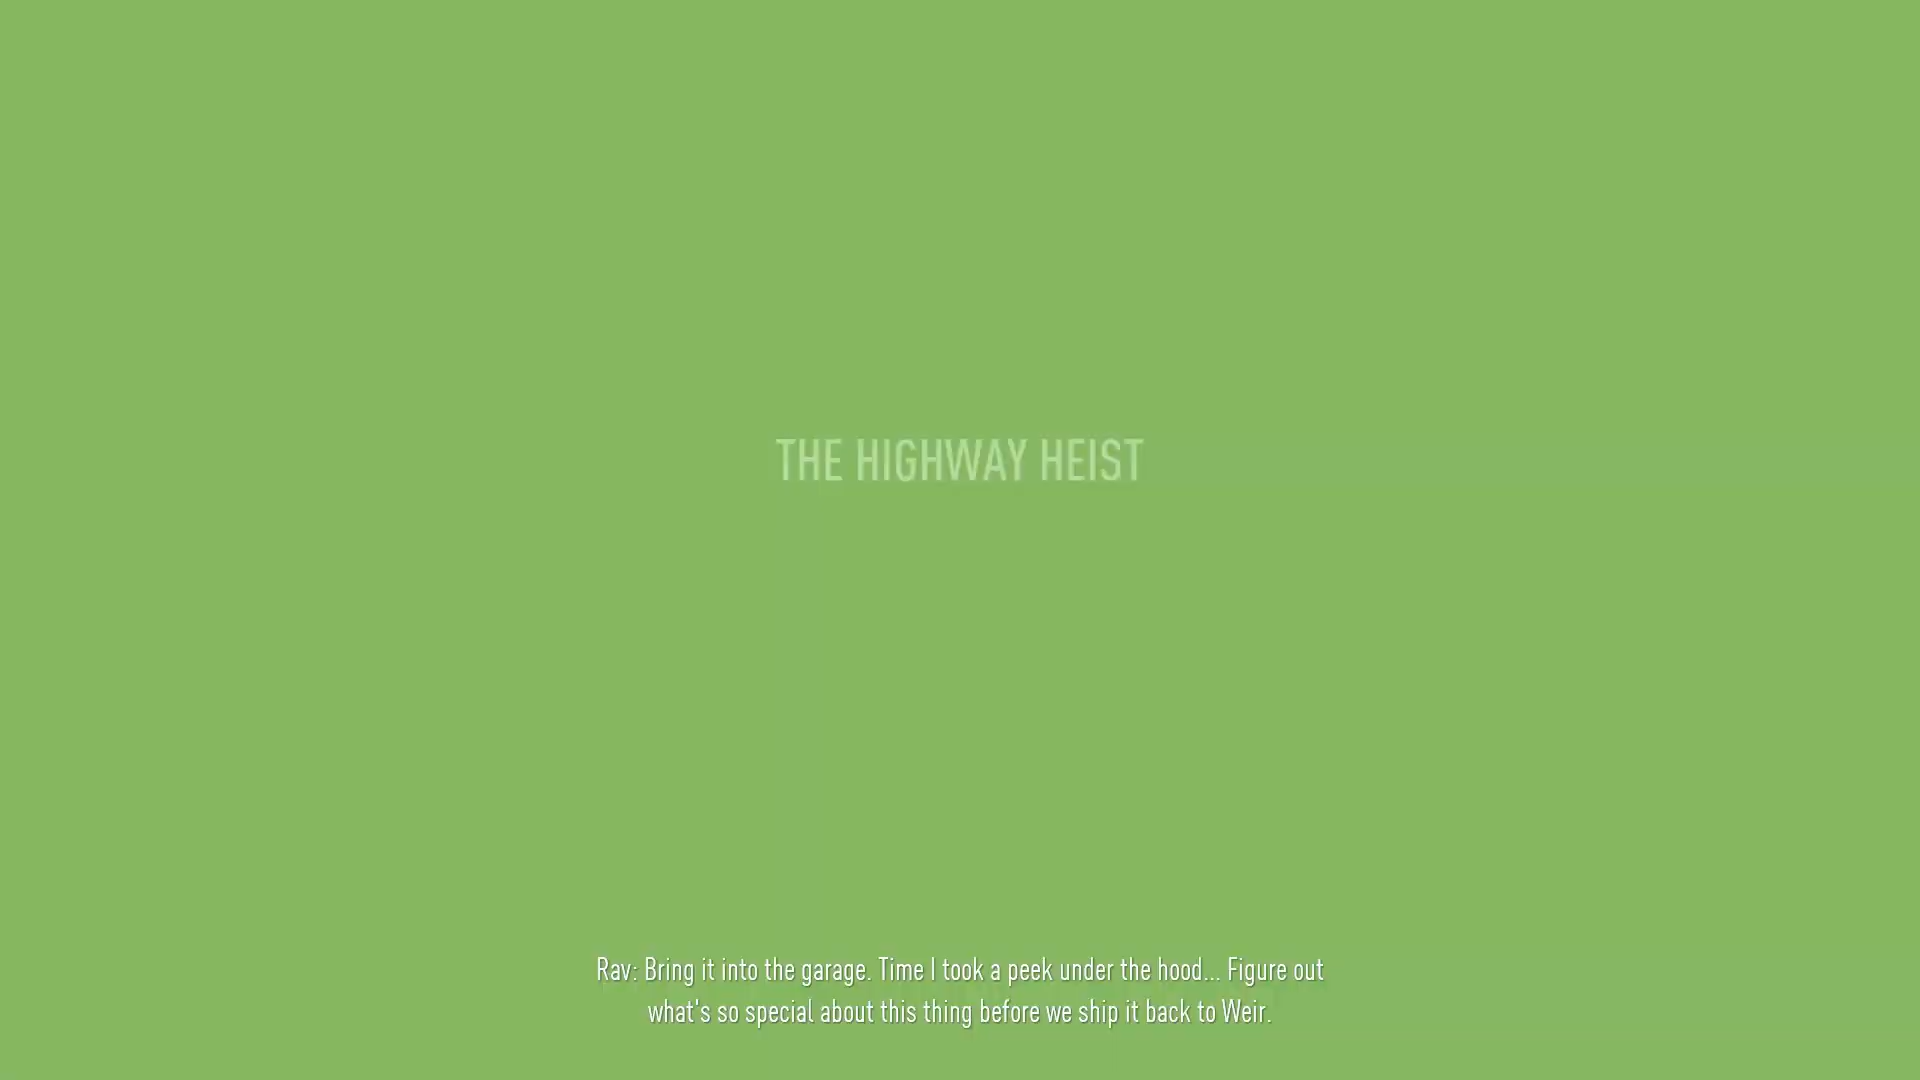 THE HIGHWAY HEIST
Rav: Bring it into the garage. Time I took a peek under the hood... Figure out
what's so special about this thing before we ship it back to Weir.